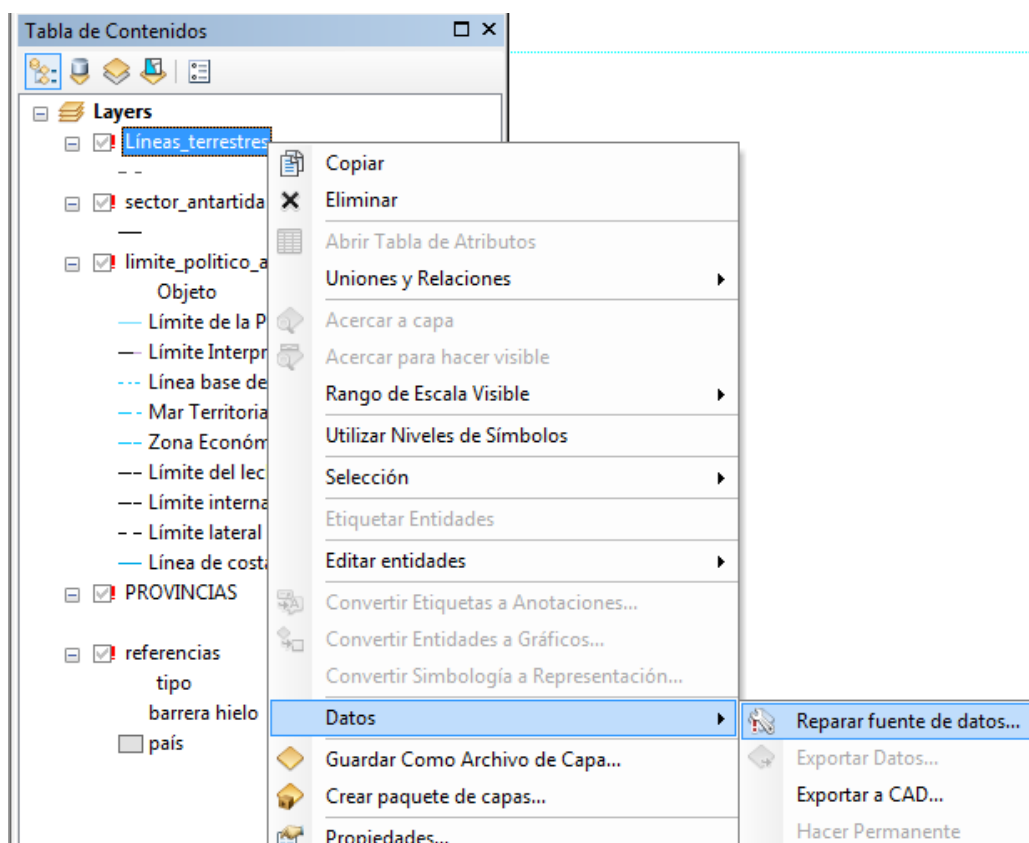 Tabla de Contenidos
Layers
Líneas_terrestres
sector_antartida
limite_politico_a
Objeto
Límite de la P
Límite Interpr
Línea base de
Mar Territoria
Zona Económ
Límite del lec
Límite interna
Límite lateral
Línea de costa
PROVINCIAS
referencias
tipo
barrera hielo
país
Copiar
Eliminar
Abrir Tabla de Atributos
Uniones y Relaciones
Acercar a capa
Acercar para hacer visible
Rango de Escala Visible
Utilizar Niveles de Símbolos
Selección
Etiquetar Entidades
Editar entidades
Convertir Etiquetas a Anotaciones...
Convertir Entidades a Gráficos...
Convertir Simbología a Representación...
Datos
Guardar Como Archivo de Capa...
Crear paquete de capas...
Propiedades...
Reparar fuente de datos...
Exportar Datos...
Exportar a CAD...
Hacer Permanente